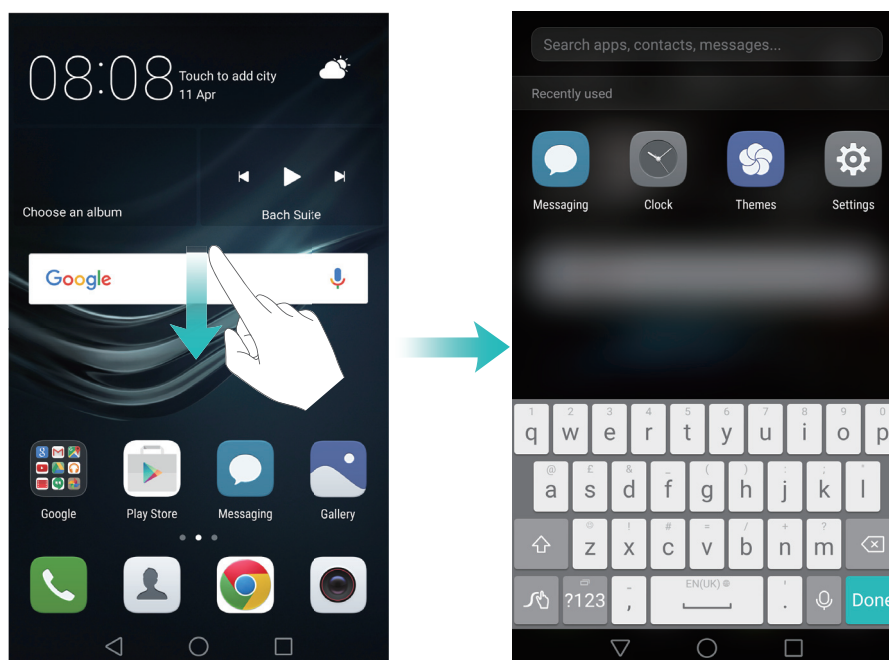 08:08
Touch to add city
11 Apr
Choose an album
Bach Suite
Google
Google
Play Store
Messaging
Gallery
Search apps, contacts, messages...
Recently used
Messaging
Clock
Themes
Settings
1 2 3 4 5 6 7 8 9 0
q w e r t y u i o p
@ £ & _ ( ) : ; "
a s d f g h j k l
! # = / + ?
z x c v b n m
EN(UK)
?123 , . Done